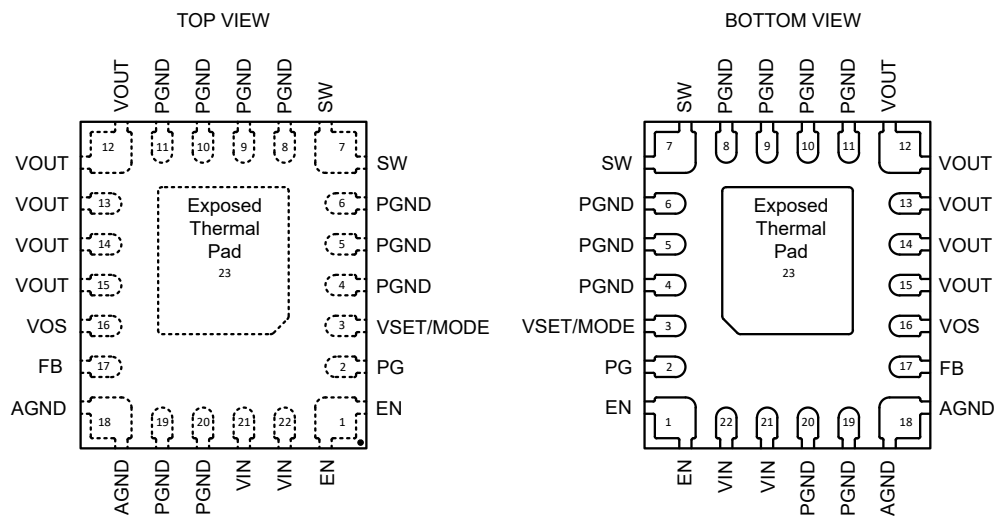 TOP VIEW
VOUT
PGND
PGND
PGND
PGND
SW
12
11
10
9
8
7
VOUT
SW
VOUT
13
6
PGND
VOUT
14
5
PGND
VOUT
15
4
PGND
VOS
16
3
VSET/MODE
FB
17
2
PG
AGND
18
19
20
21
22
1
EN
AGND
PGND
PGND
VIN
VIN
EN
Exposed
Thermal
Pad
23
BOTTOM VIEW
SW
PGND
PGND
PGND
PGND
VOUT
7
8
9
10
11
12
SW
VOUT
PGND
6
13
VOUT
PGND
5
14
VOUT
PGND
4
15
VOUT
VSET/MODE
3
16
VOS
PG
2
17
FB
EN
1
22
21
20
19
18
AGND
EN
VIN
VIN
PGND
PGND
AGND
Exposed
Thermal
Pad
23